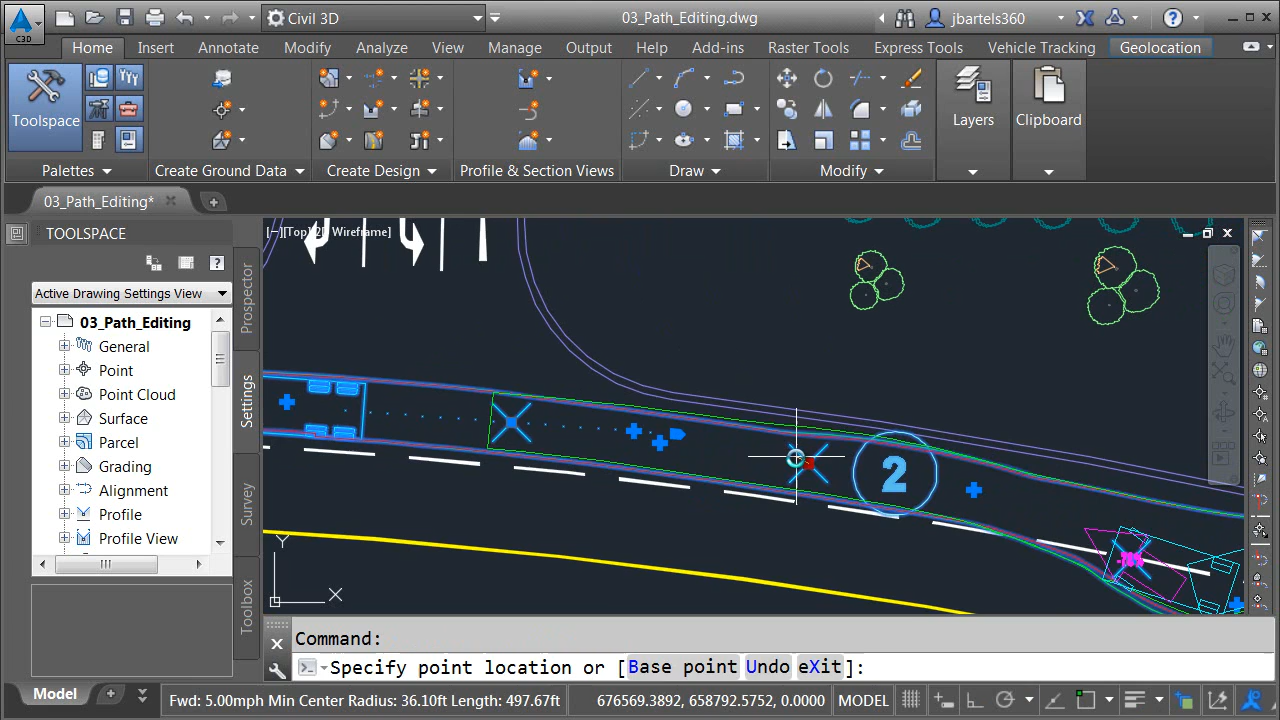 C3D
Civil 3D
03_Path_Editing.dwg
jbartels360
Home Insert Annotate Modify Analyze View Manage Output Help Add-ins Raster Tools Express Tools Vehicle Tracking Geolocation
Toolspace
Layers
Clipboard
Palettes
Create Ground Data
Create Design
Profile & Section Views
Draw
Modify
03_Path_Editing*
TOOLSPACE
Active Drawing Settings View
03_Path_Editing
General
Point
Point Cloud
Surface
Parcel
Grading
Alignment
Profile
Profile View
Prospector
Settings
Survey
Toolbox
[−][Top][2D Wireframe]
2
Y
X
Command:
Specify point location or [Base point Undo eXit]:
Model
Fwd: 5.00mph Min Center Radius: 36.10ft Length: 497.67ft
676569.3892, 658792.5752, 0.0000
MODEL